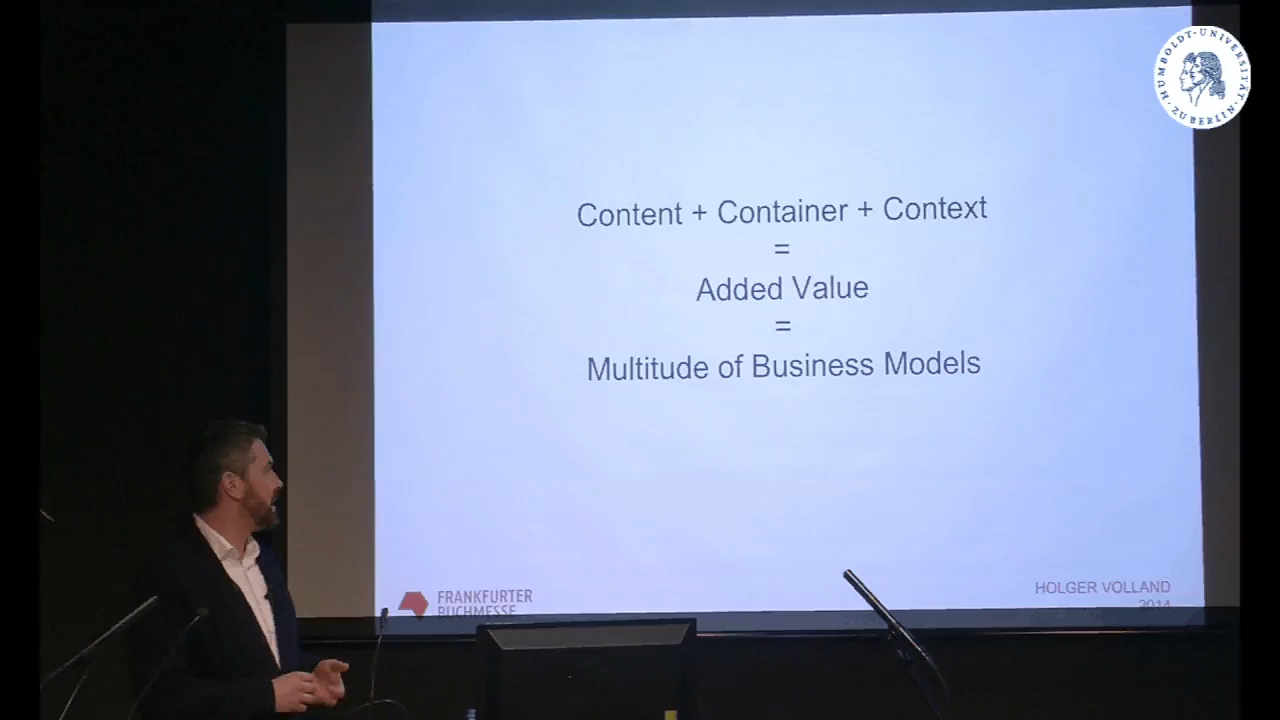 HUMBOLDT-UNIVERSITÄT
ZU BERLIN
Content + Container + Context
=
Added Value
=
Multitude of Business Models
FRANKFURTER
BUCHMESSE
HOLGER VOLLAND
2014